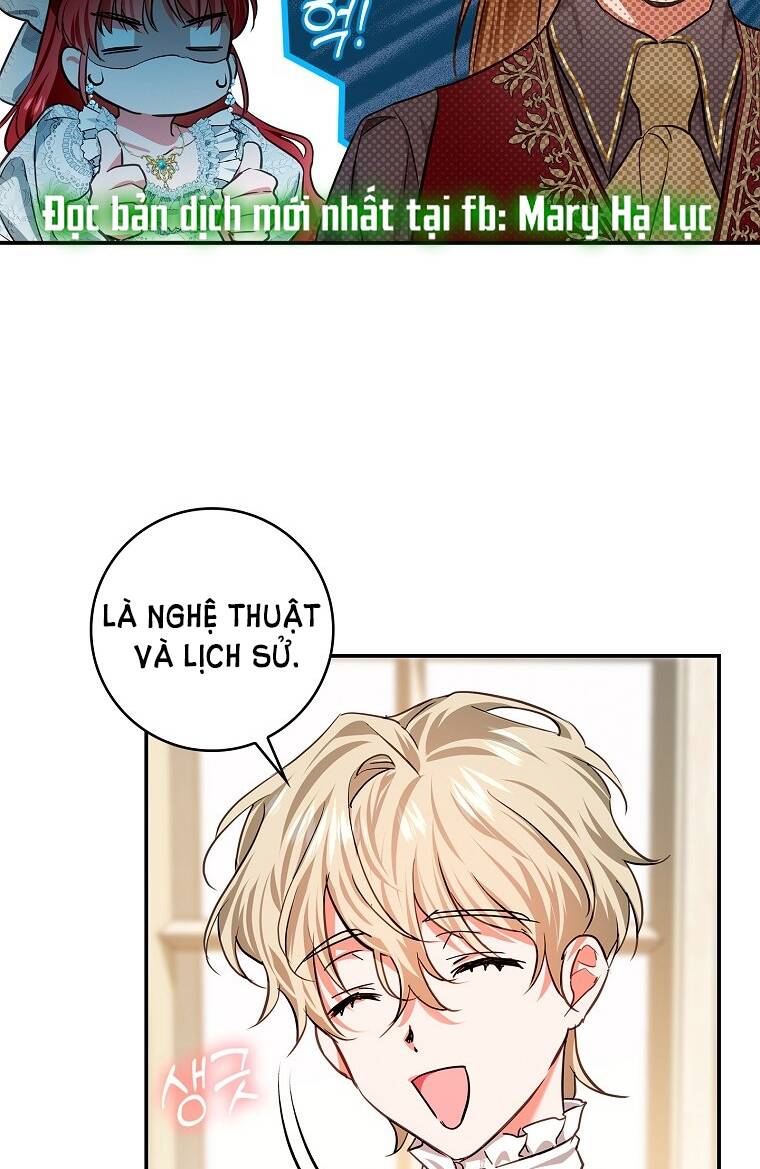 헉!
Đọc bản dịch mới nhất tại fb: Mary Hạ Lục
LÀ NGHỆ THUẬT
VÀ LỊCH SỬ.
생긋